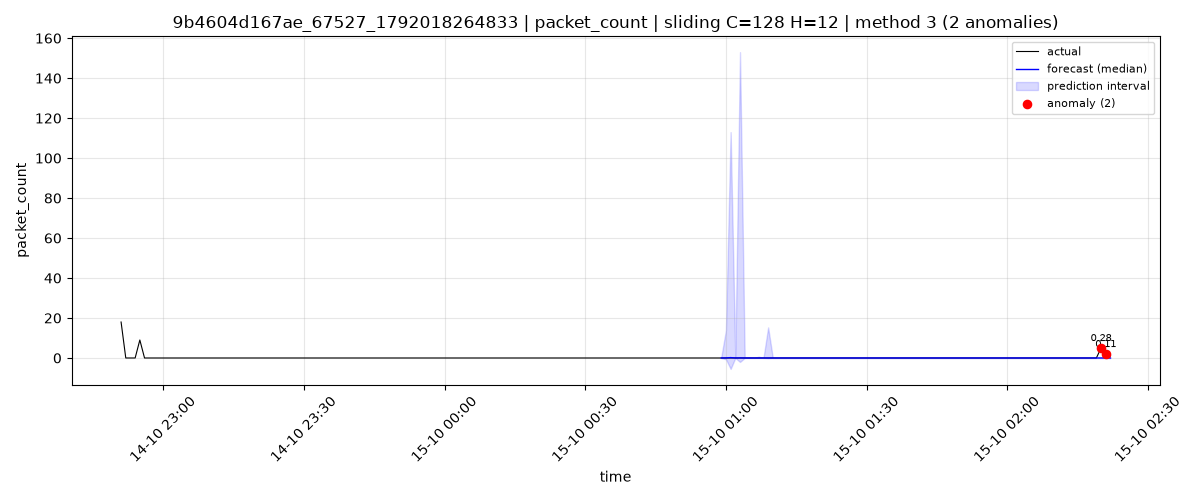 9b4604d167ae_67527_1792018264833 | packet_count | sliding C=128 H=12 | method 3 (2 anomalies)
packet_count
160
140
120
100
80
60
40
20
0
actual
forecast (median)
prediction interval
anomaly (2)
0.28
0.11
14-10 23:00
14-10 23:30
15-10 00:00
15-10 00:30
15-10 01:00
15-10 01:30
15-10 02:00
15-10 02:30
time